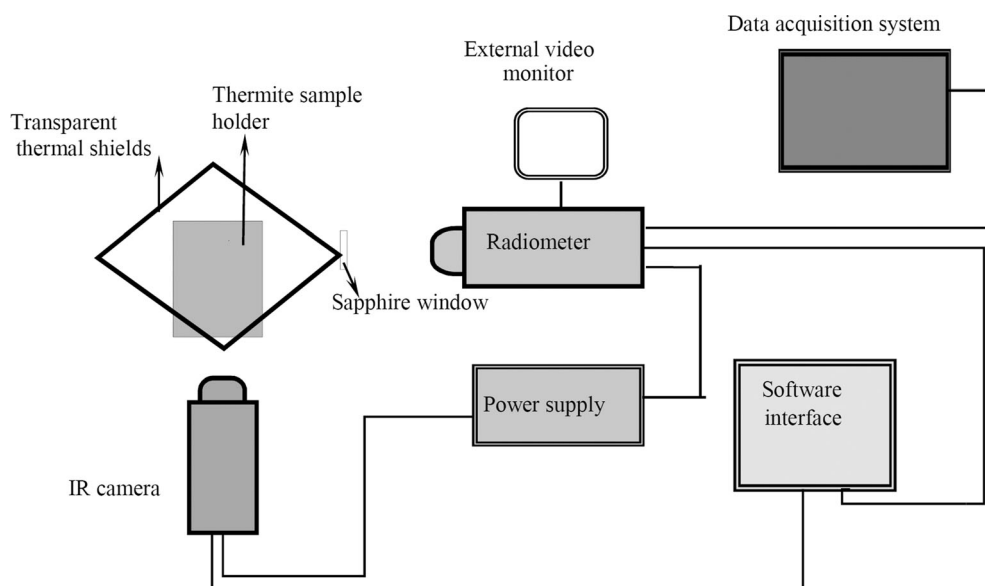 Data acquisition system
External video
monitor
Thermite sample
holder
Transparent
thermal shields
Radiometer
Sapphire window
Power supply
Software
interface
IR camera